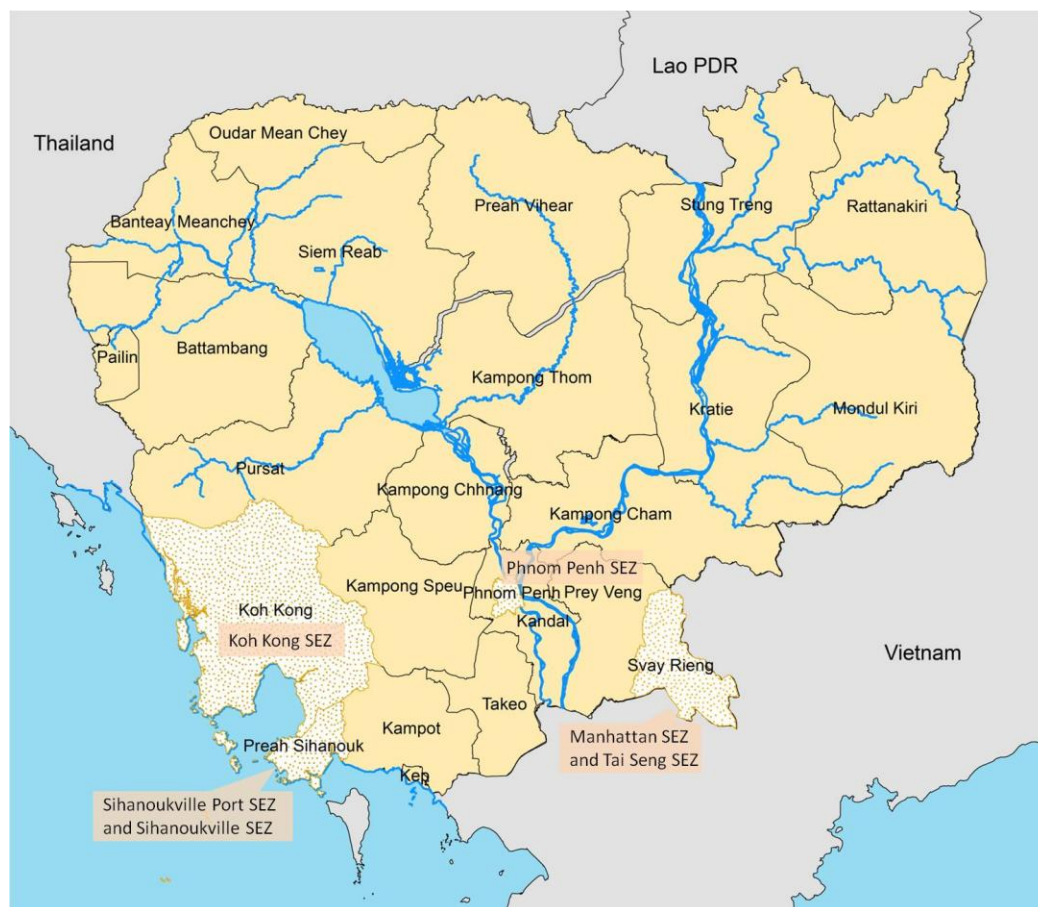 Lao PDR
Thailand
Oudar Mean Chey
Banteay Meanchey
Siem Reab
Preah Vihear
Stung Treng
Rattanakiri
Pailin
Battambang
Kampong Thom
Kratie
Mondul Kiri
Pursat
Kampong Chhnang
Kampong Cham
Phnom Penh SEZ
Kampong Speu
Phnom Penh
Prey Veng
Koh Kong
Koh Kong SEZ
Kandal
Svay Rieng
Vietnam
Takeo
Kampot
Preah Sihanouk
Manhattan SEZ
and Tai Seng SEZ
Kep
Sihanoukville Port SEZ
and Sihanoukville SEZ